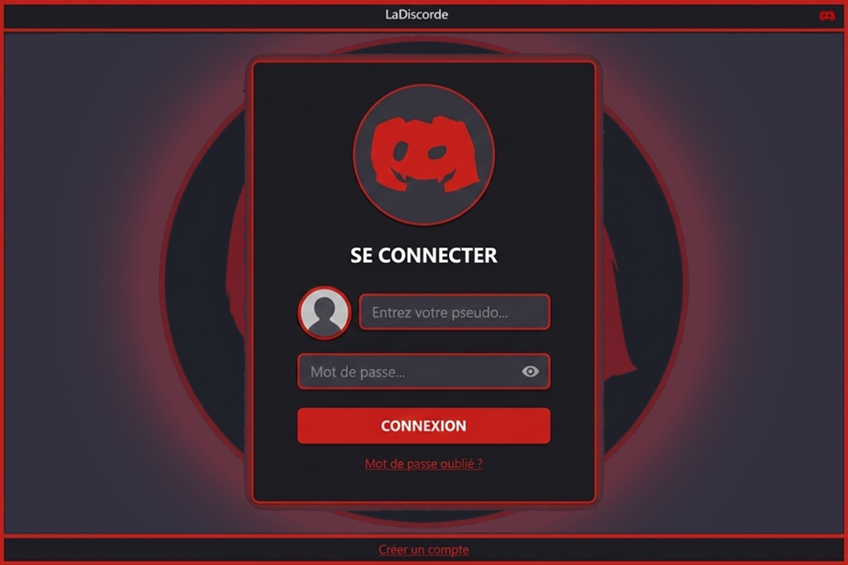 LaDiscorde
SE CONNECTER
Entrez votre pseudo...
Mot de passe...
CONNEXION
Mot de passe oublié ?
Créer un compte